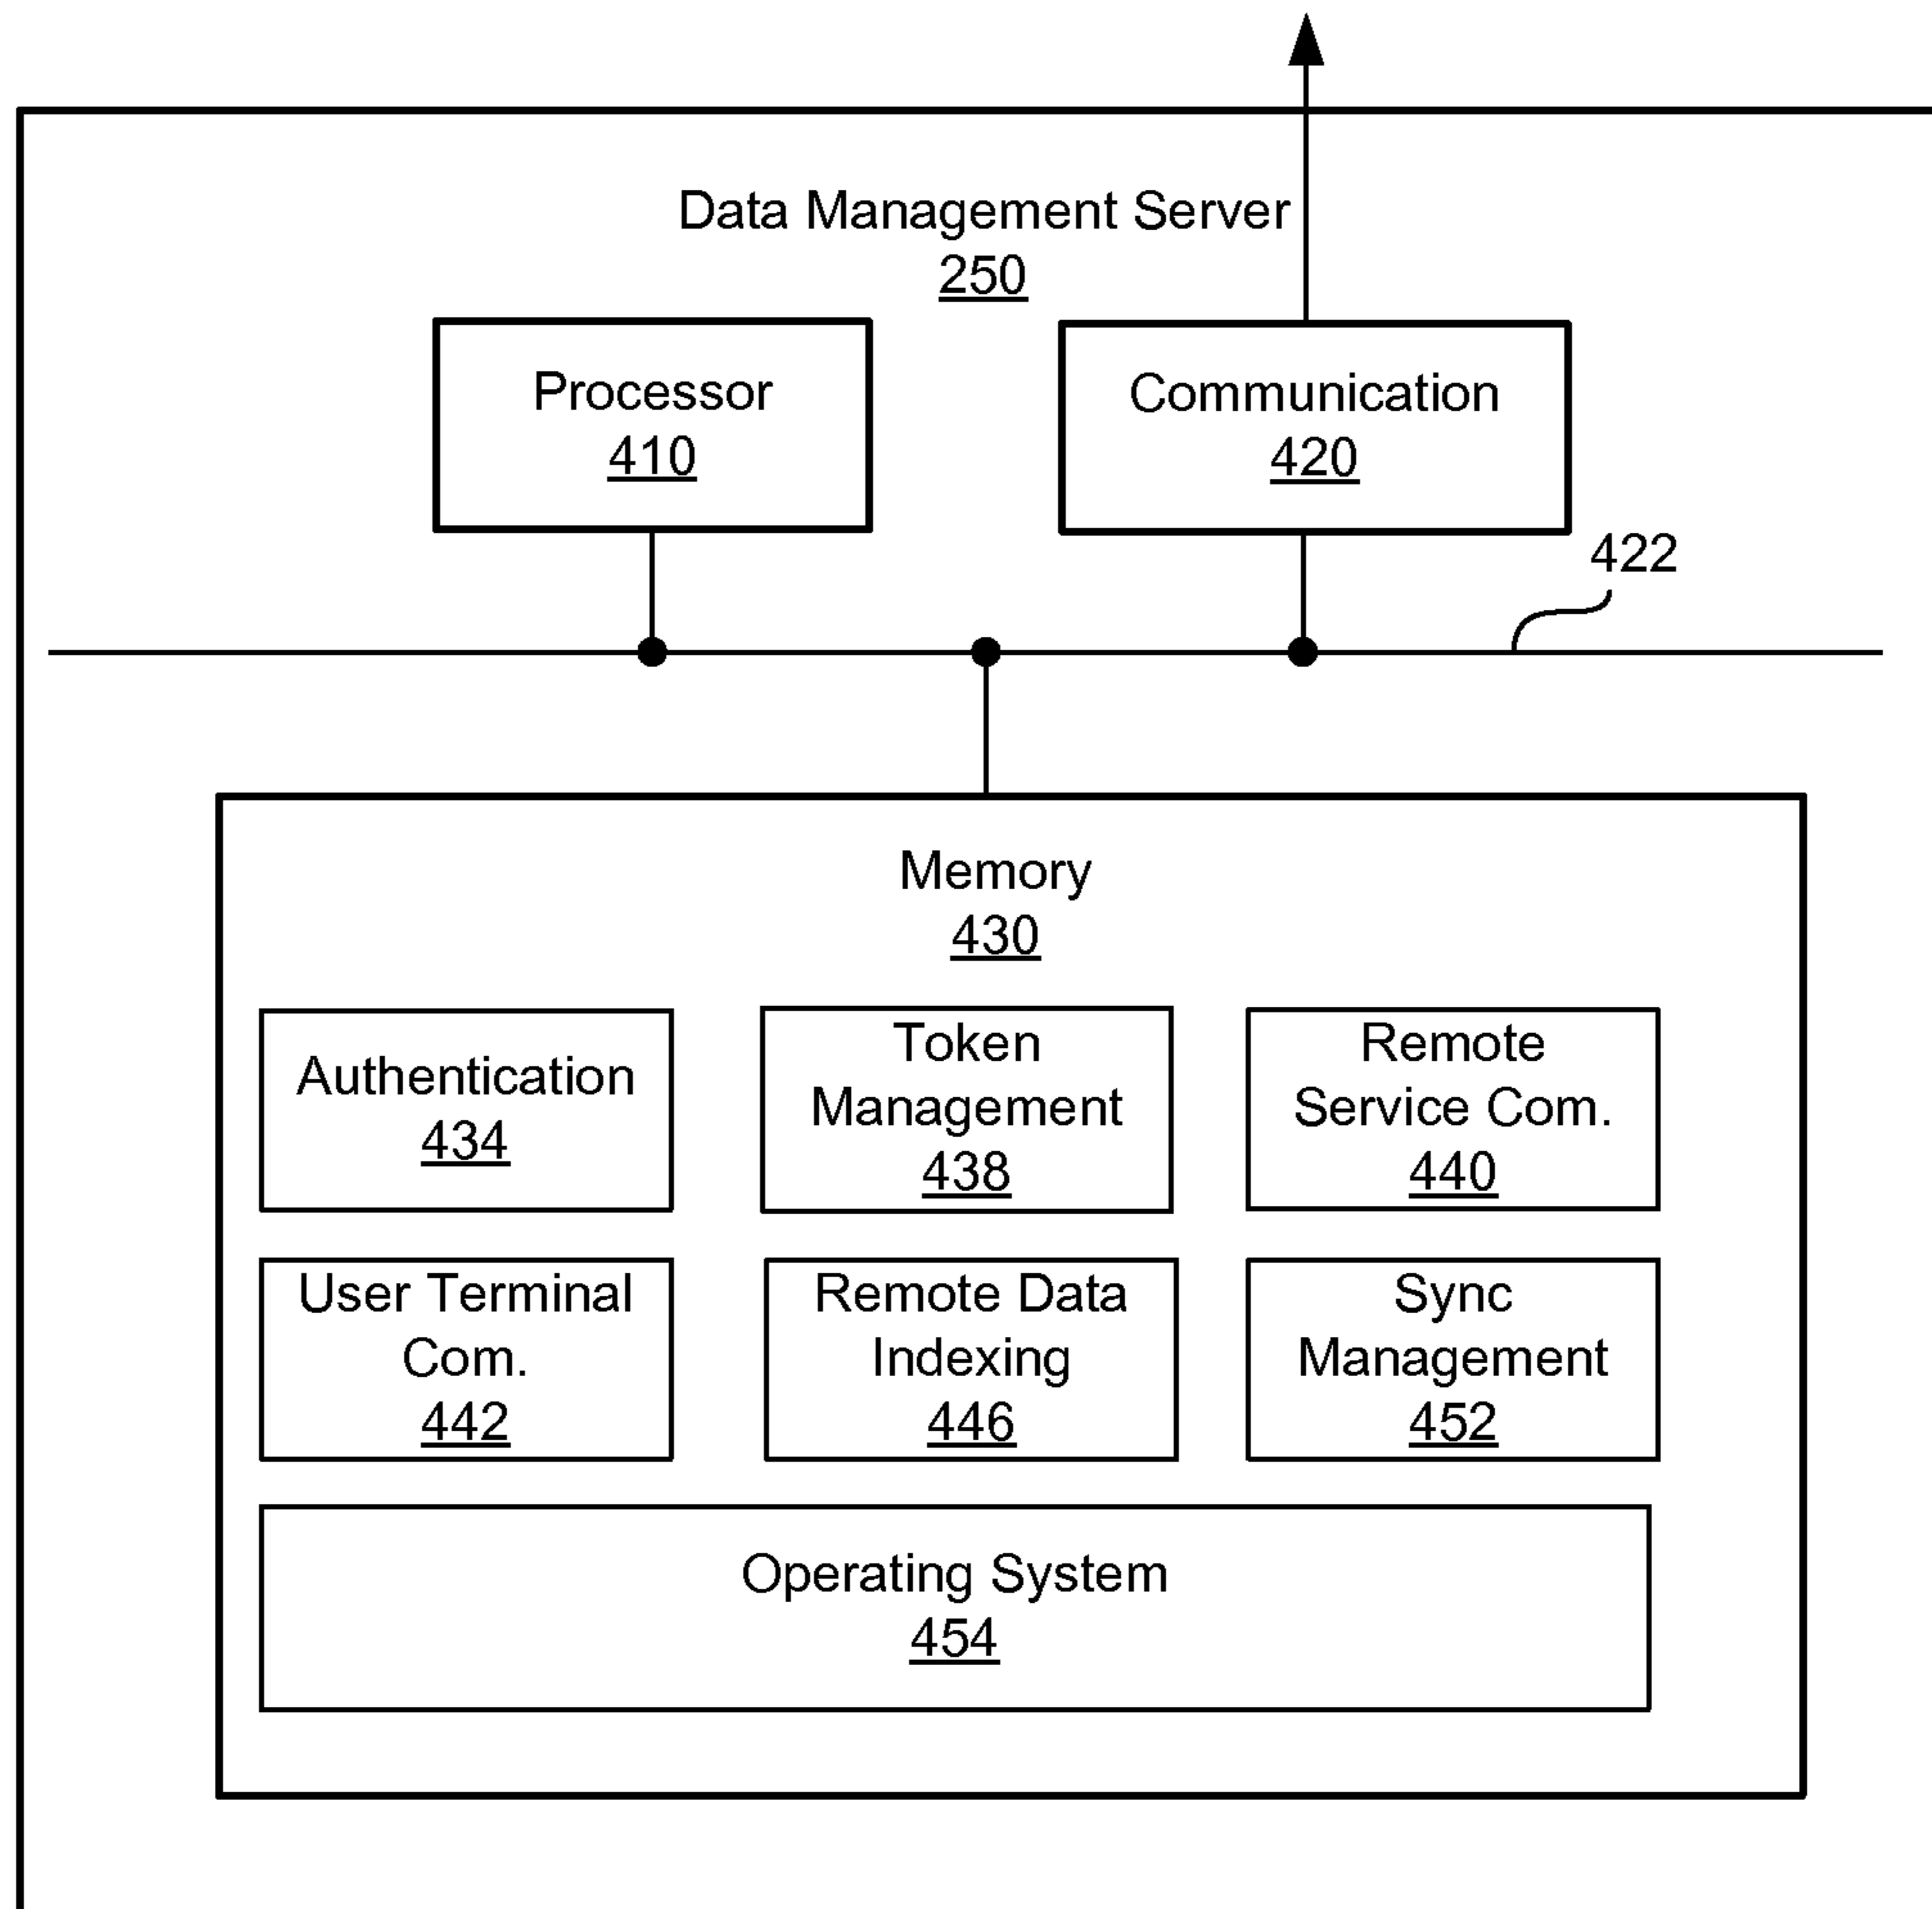 Data Management Server
250
Processor
410
Communication
420
422
Memory
430
Authentication
434
Token
Management
438
Remote
Service Com.
440
User Terminal
Com.
442
Remote Data
Indexing
446
Sync
Management
452
Operating System
454